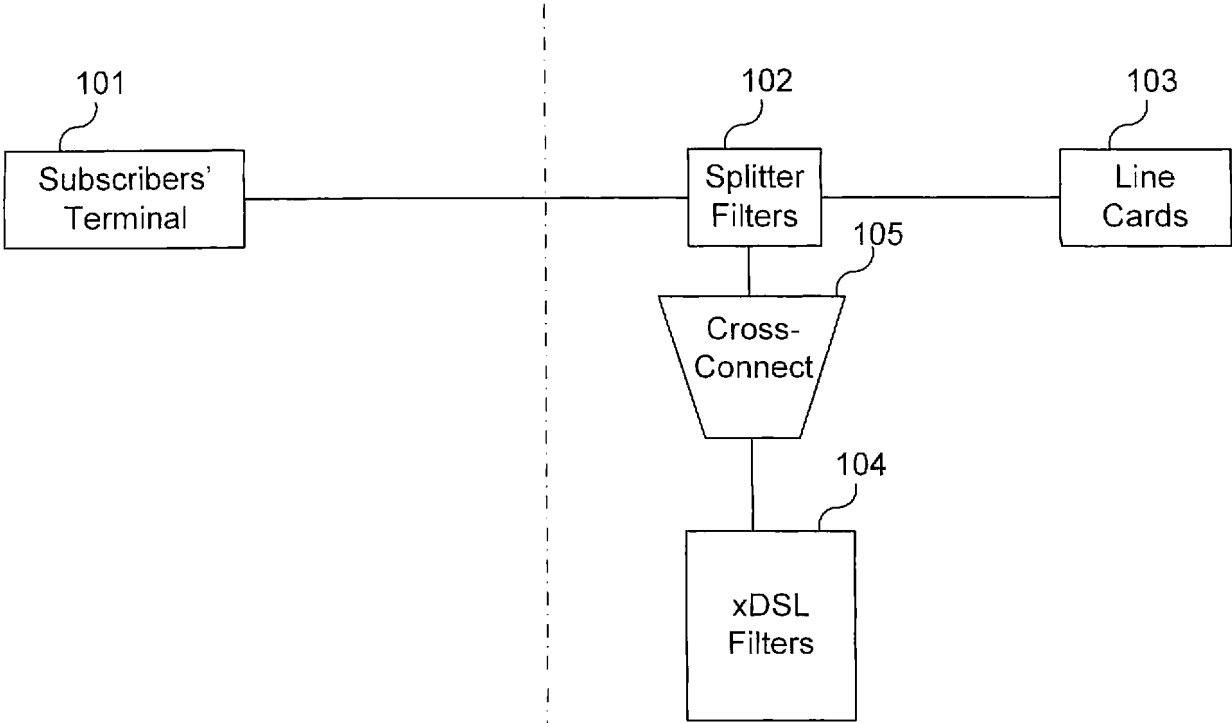 101
102
103
Subscribers’
Terminal
Splitter
Filters
Line
Cards
105
Cross-
Connect
104
xDSL
Filters